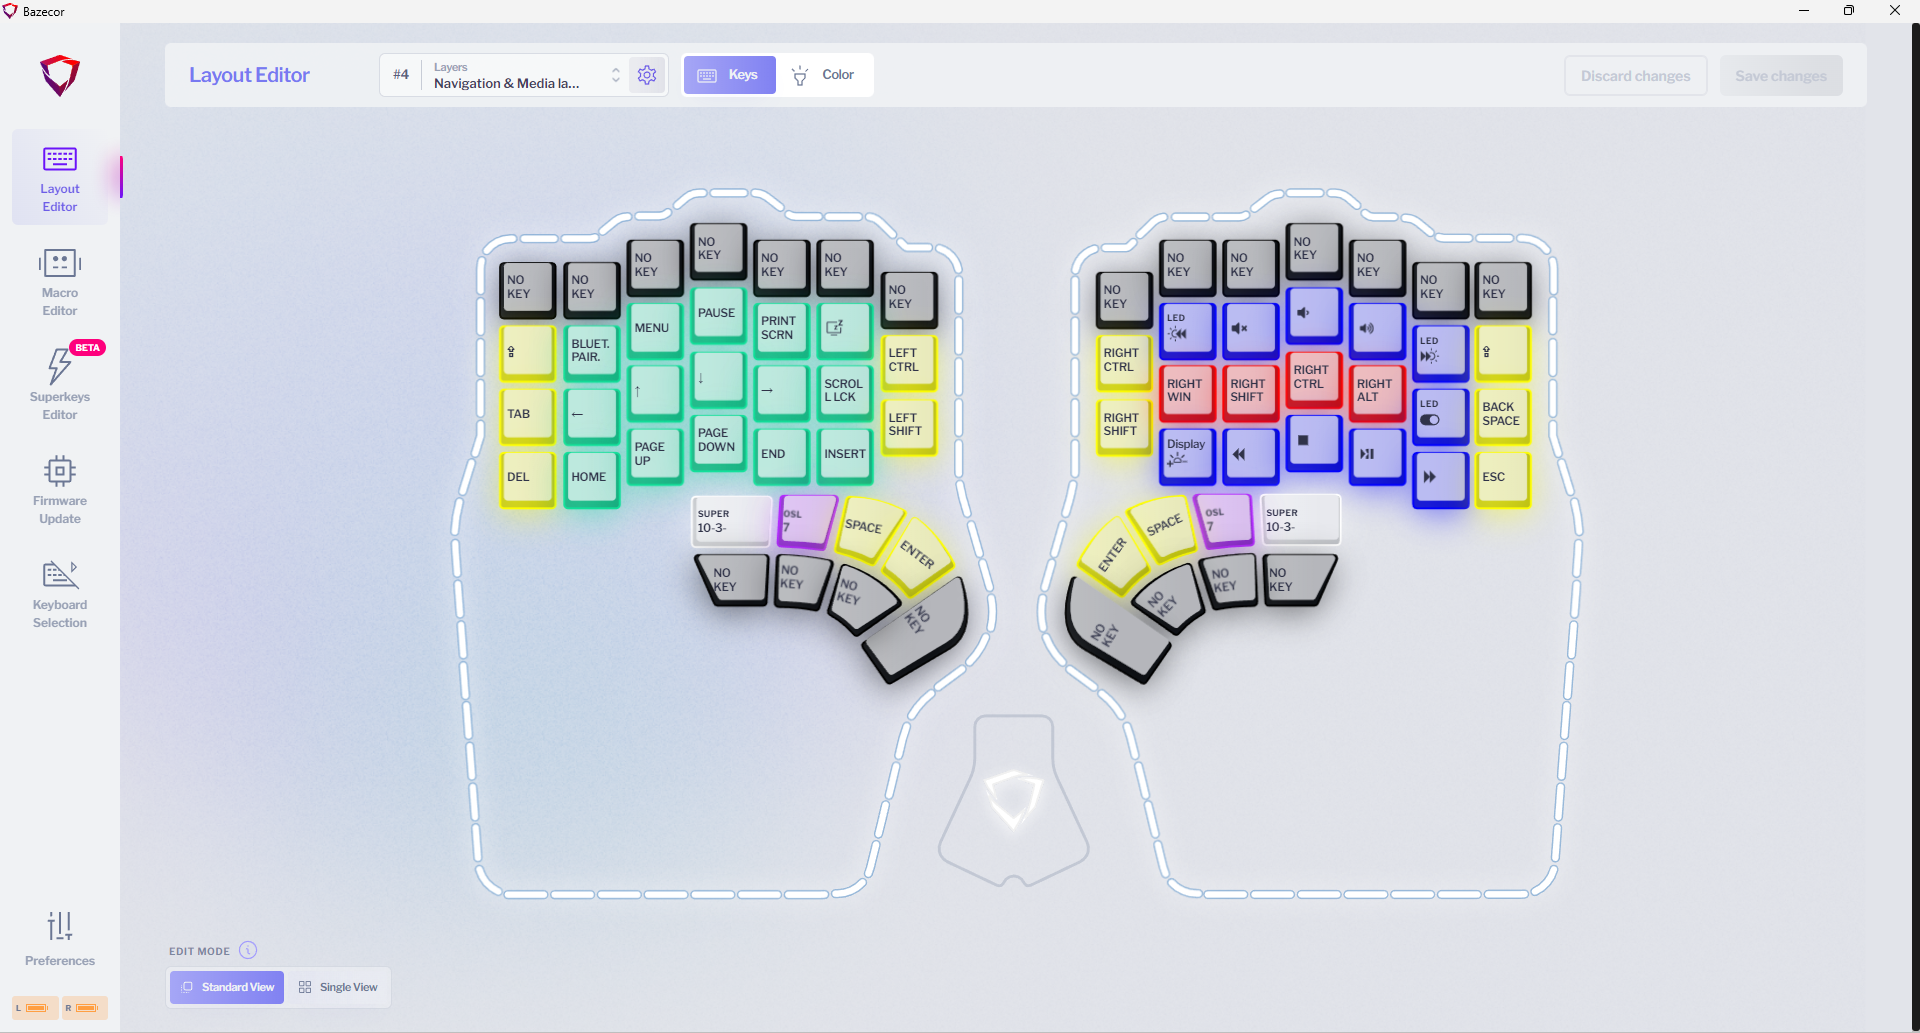 Bazecor
Layout Editor
#4
Layers
Navigation & Media la...
Keys
Color
Discard changes
Save changes
Layout
Editor
Macro
Editor
BETA
Superkeys
Editor
Firmware
Update
Keyboard
Selection
Preferences
L
R
NO
KEY
NO
KEY
NO
KEY
NO
KEY
NO
KEY
NO
KEY
NO
KEY
⇪
BLUET.
PAIR.
MENU
PAUSE
PRINT
SCRN
LEFT
CTRL
TAB
←
↑
↓
→
SCROL
L LCK
LEFT
SHIFT
DEL
HOME
PAGE
UP
PAGE
DOWN
END
INSERT
SUPER
10-3-
OSL
7
SPACE
ENTER
NO
KEY
NO
KEY
NO
KEY
NO
KEY
NO
KEY
NO
KEY
NO
KEY
NO
KEY
NO
KEY
NO
KEY
NO
KEY
RIGHT
CTRL
LED
LED
⇪
RIGHT
SHIFT
RIGHT
WIN
RIGHT
SHIFT
RIGHT
CTRL
RIGHT
ALT
LED
BACK
SPACE
Display
ESC
ENTER
SPACE
OSL
7
SUPER
10-3-
NO
KEY
NO
KEY
NO
KEY
NO
KEY
EDIT MODE
Standard View
Single View